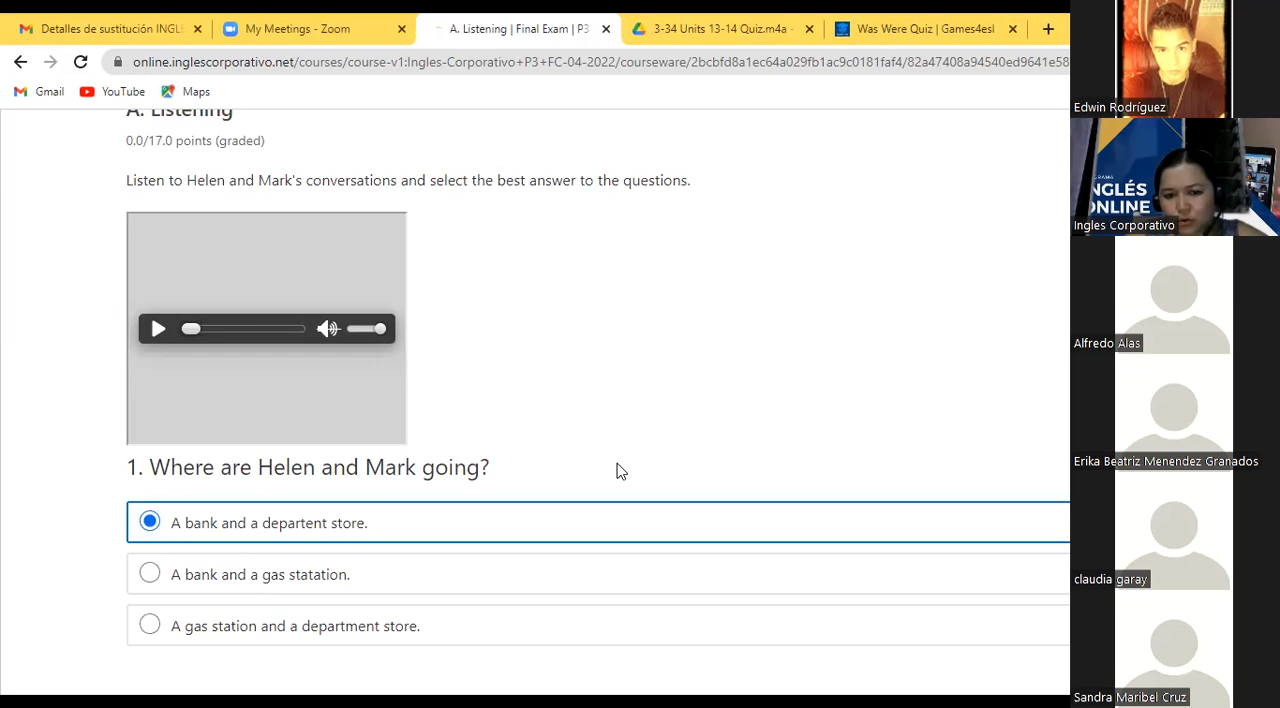 Detalles de sustitución INGLE
My Meetings - Zoom
A. Listening | Final Exam | P3
3-34 Units 13-14 Quiz.m4a -
Was Were Quiz | Games4esl
online.inglescorporativo.net/courses/course-v1:Ingles-Corporativo+P3+FC-04-2022/courseware/2bcbfd8a1ec64a029fb1ac9c0181faf4/82a47408a94540ed9641e58
Gmail
YouTube
Maps
A. Listening
0.0/17.0 points (graded)
Listen to Helen and Mark's conversations and select the best answer to the questions.
1. Where are Helen and Mark going?
A bank and a departent store.
A bank and a gas statation.
A gas station and a department store.
Edwin Rodríguez
INGLÉS
ONLINE
Ingles Corporativo
Alfredo Alas
Erika Beatriz Menendez Granados
claudia garay
Sandra Maribel Cruz